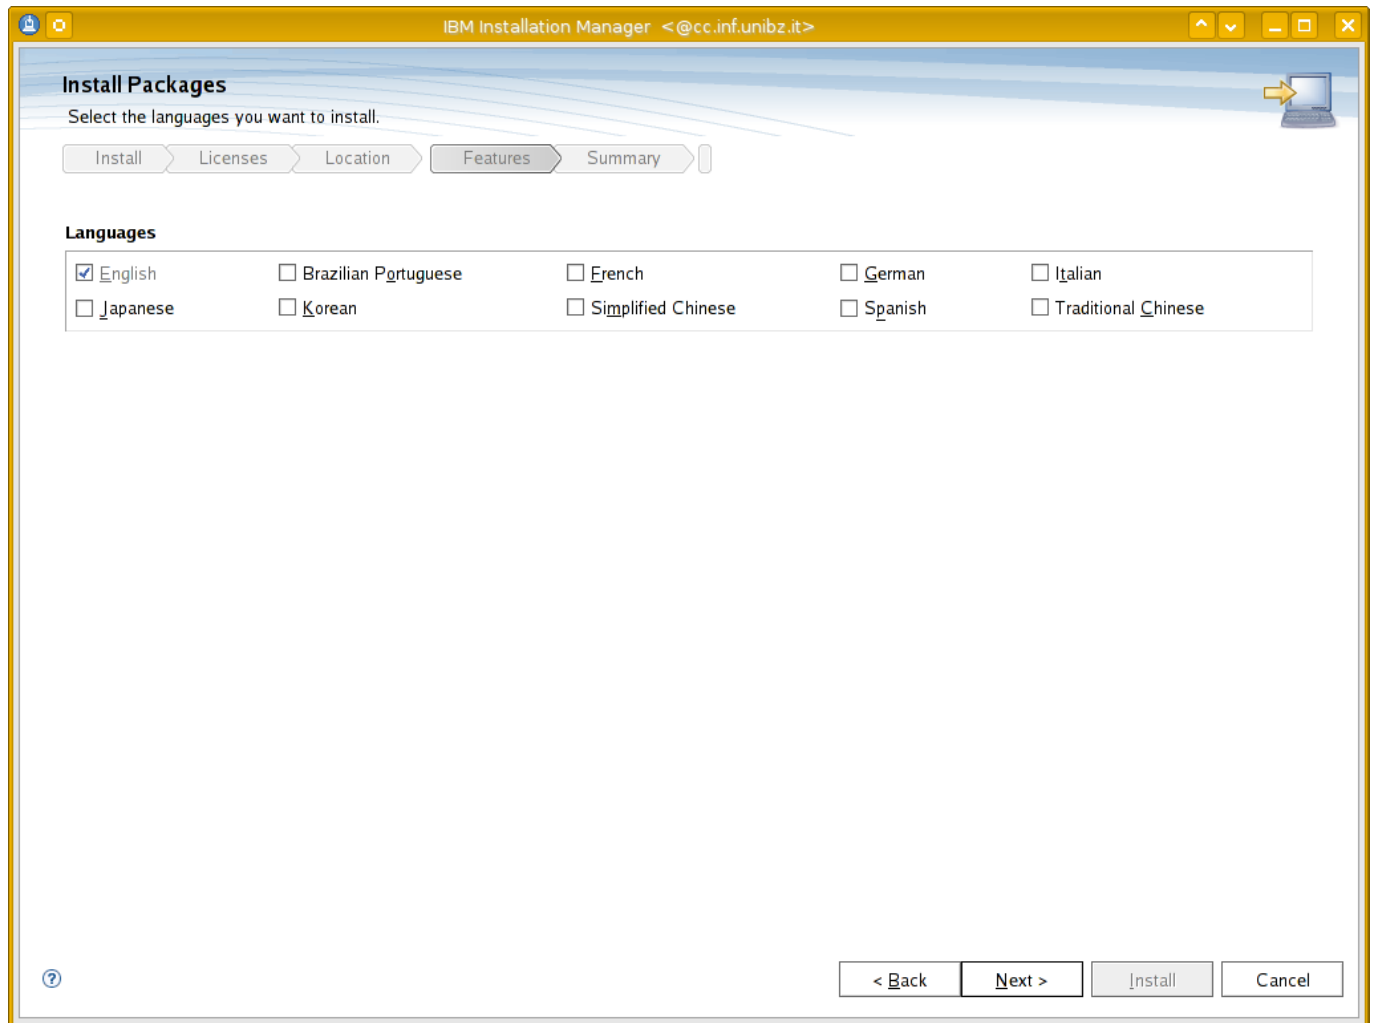 IBM Installation Manager <@cc.inf.unibz.it>
Install Packages
Select the languages you want to install.
Install Licenses Location Features Summary
Languages
English Brazilian Portuguese French German Italian
Japanese Korean Simplified Chinese Spanish Traditional Chinese
? < Back Next > Install Cancel